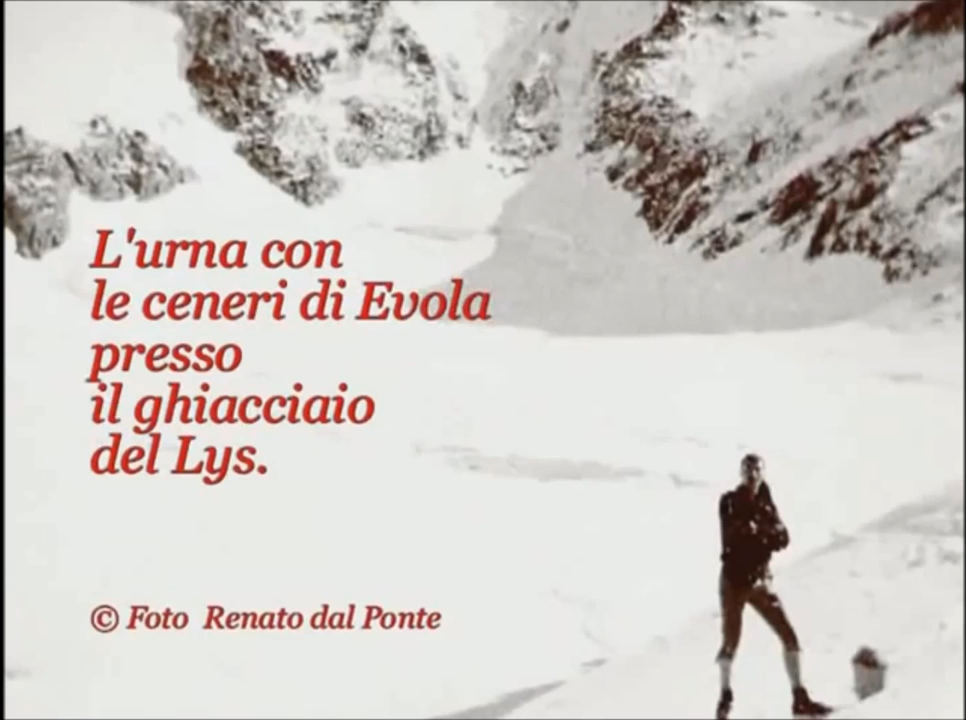 L'urna con
le ceneri di Evola
presso
il ghiacciaio
del Lys.
© Foto Renato dal Ponte